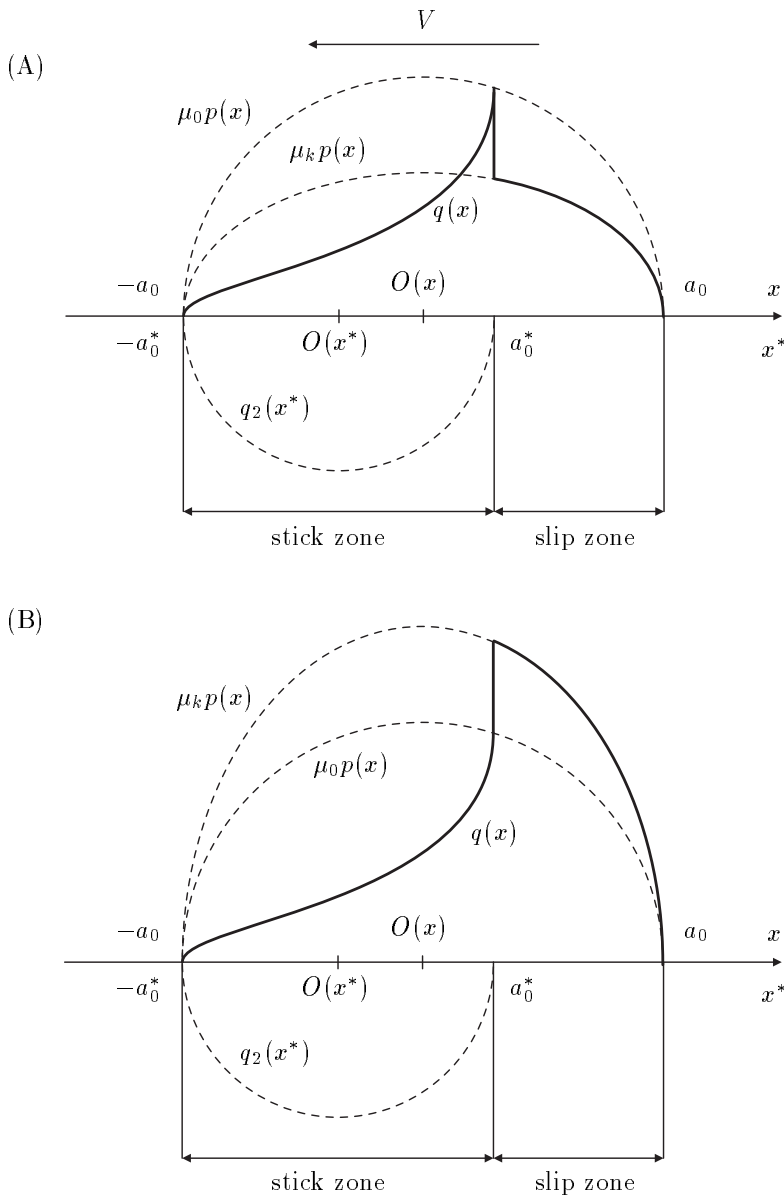 V
(A)
μ₀p(x)
μₖp(x)
q(x)
−a₀
O(x)
a₀
x
−a₀*
O(x*)
a₀*
x*
q₂(x*)
stick zone
slip zone
(B)
μₖp(x)
μ₀p(x)
q(x)
−a₀
O(x)
a₀
x
−a₀*
O(x*)
a₀*
x*
q₂(x*)
stick zone
slip zone